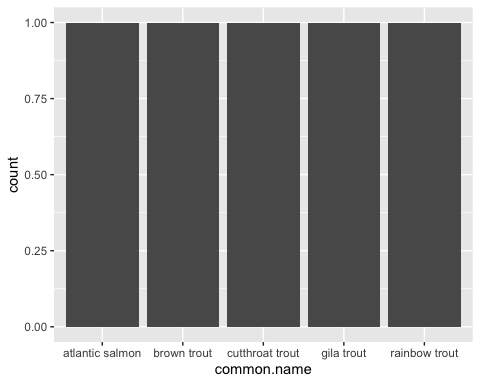 1.00
0.75
count
0.50
0.25
0.00
atlantic salmon brown trout cutthroat trout gila trout rainbow trout
common.name